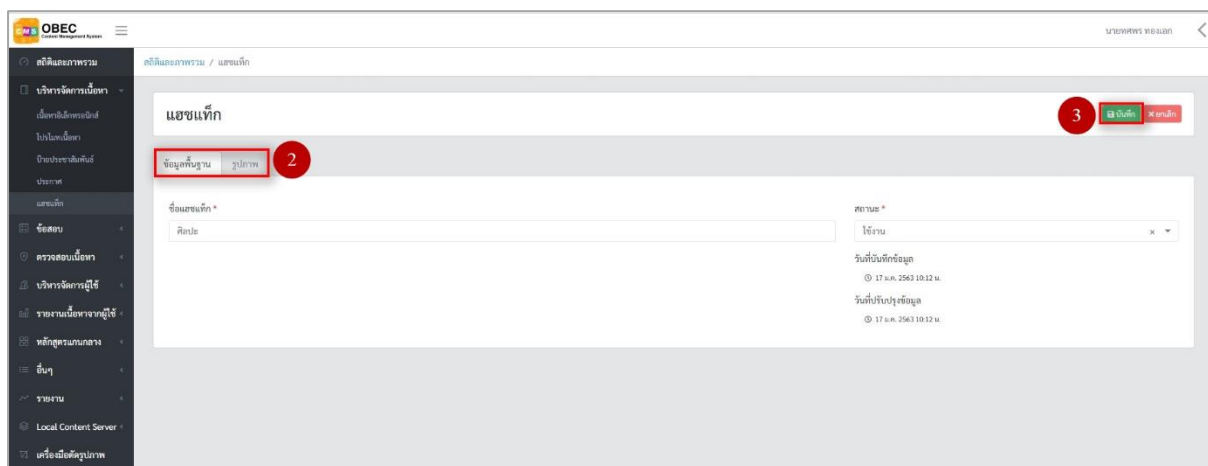 CMS OBEC
Content Management System
นายทศพร ทองเลก
สถิติและภาพรวม
บริหารจัดการเนื้อหา
เนื้อหาอิเล็กทรอนิกส์
โปรโมทเนื้อหา
ป้ายประชาสัมพันธ์
ประกาศ
แฮชแท็ก
ข้อสอบ
ตรวจสอบเนื้อหา
บริหารจัดการผู้ใช้
รายงานเนื้อหาจากผู้ใช้
หลักสูตรแกนกลาง
อื่นๆ
รายงาน
Local Content Server
เครื่องมือตัดรูปภาพ
สถิติและภาพรวม / แฮชแท็ก
แฮชแท็ก
3 บันทึก ยกเลิก
ข้อมูลพื้นฐาน รูปภาพ 2
ชื่อแฮชแท็ก *
ศิลปะ
สถานะ *
ใช้งาน
วันที่บันทึกข้อมูล
17 ม.ค. 2563 10:12 น.
วันที่ปรับปรุงข้อมูล
17 ม.ค. 2563 10:12 น.